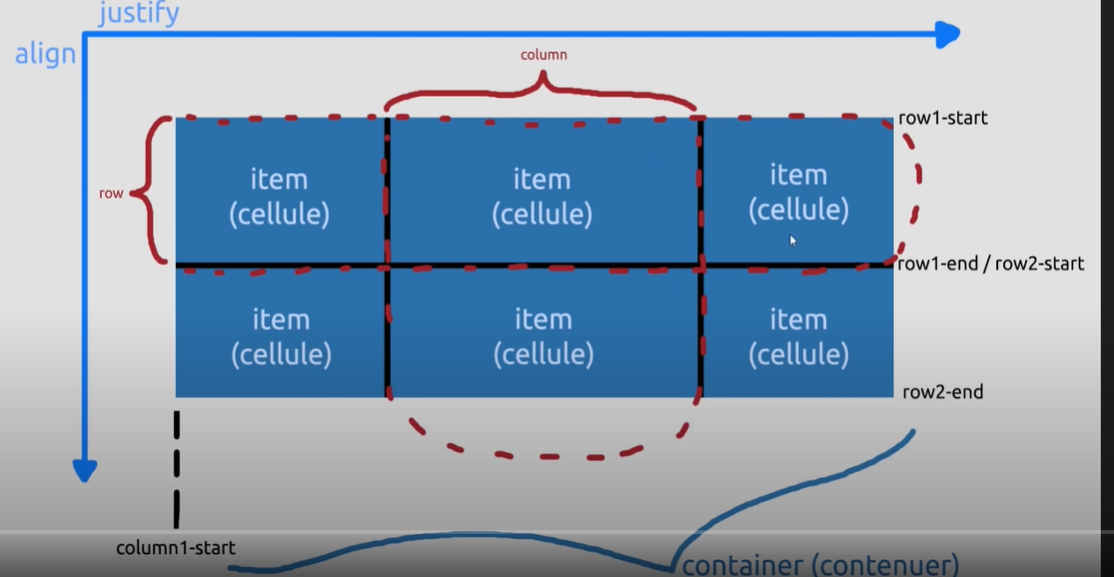 justify
align
column
row1-start
row
item
(cellule)
item
(cellule)
item
(cellule)
row1-end / row2-start
item
(cellule)
item
(cellule)
item
(cellule)
row2-end
column1-start
container (contenuer)